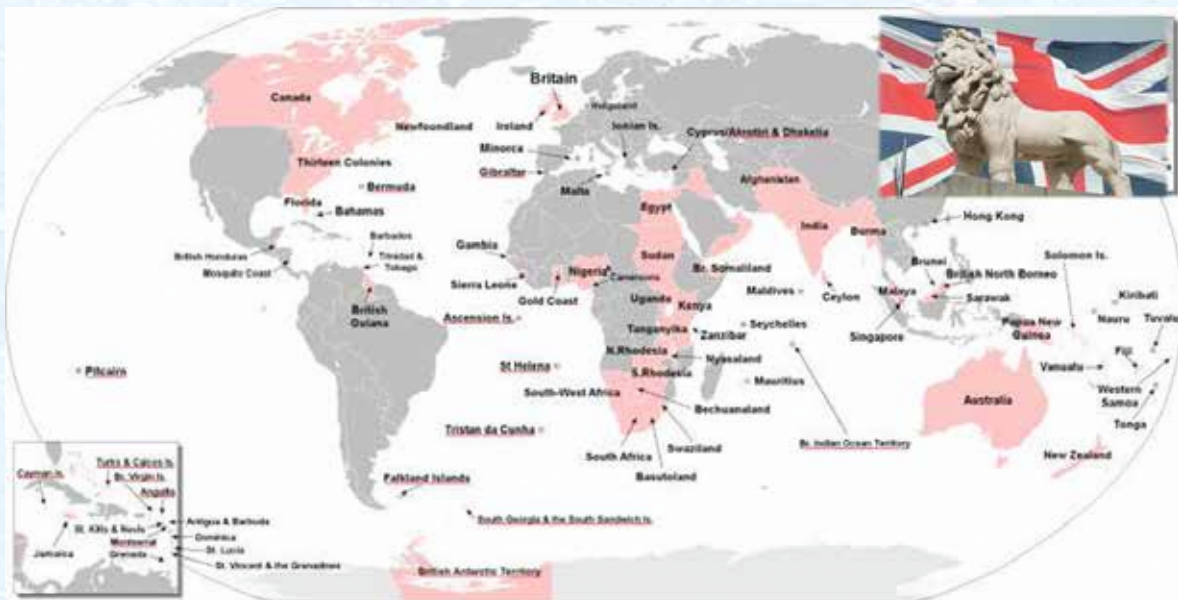 Britain
Canada
Heligoland
Newfoundland
Ireland
Ionian Is.
Cyprus/Akrotiri & Dhekelia
Minorca
Thirteen Colonies
Gibraltar
Afghanistan
Bermuda
Malta
Florida
Egypt
Bahamas
India
Burma
Hong Kong
Barbados
Gambia
British Honduras
Trinidad &
Tobago
Sudan
Brunei
Solomon Is.
Mosquito Coast
Nigeria
Cameroons
Br. Somaliland
British North Borneo
Sierra Leone
Gold Coast
Maldives
Ceylon
Malaya
Sarawak
Kiribati
British
Guiana
Uganda
Kenya
Singapore
Nauru
Tuvalu
Ascension Is.
Tanganyika
Zanzibar
Seychelles
Papua New
Guinea
N.Rhodesia
Nyasaland
Fiji
Pitcairn
St Helena
S.Rhodesia
Mauritius
Vanuatu
South-West Africa
Western
Samoa
Bechuanaland
Australia
Tonga
Tristan da Cunha
Swaziland
Br. Indian Ocean Territory
South Africa
Basutoland
New Zealand
Falkland Islands
South Georgia & the South Sandwich Is.
British Antarctic Territory
Turks & Caicos Is.
Cayman Is.
Br. Virgin Is.
Anguilla
St. Kitts & Nevis
Antigua & Barbuda
Montserrat
Dominica
Jamaica
Grenada
St. Lucia
St. Vincent & the Grenadines